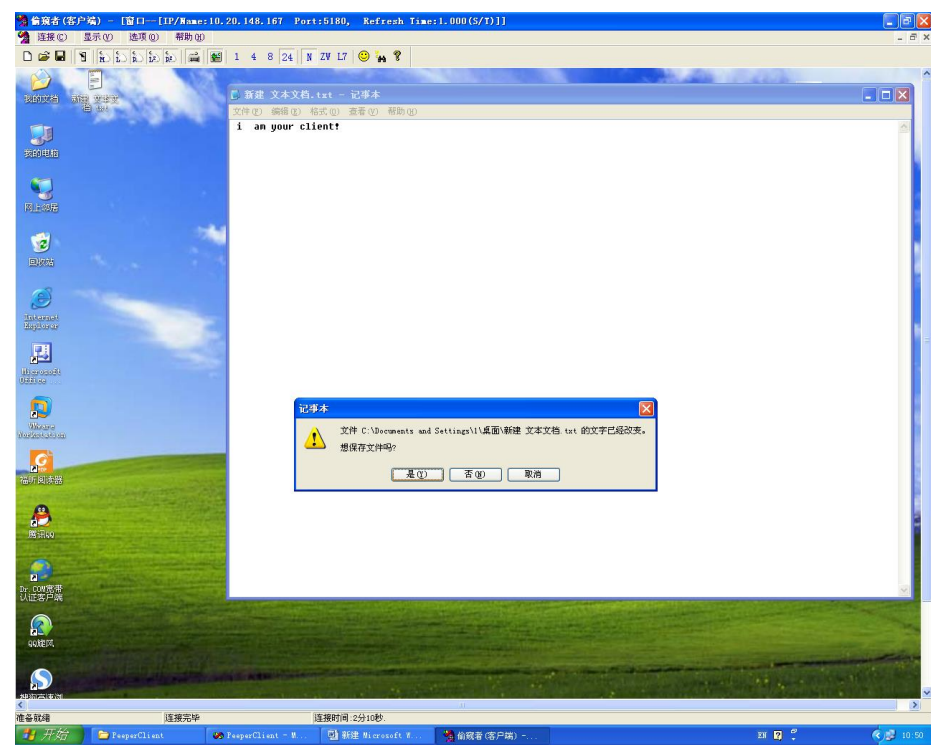 偷窥者(客户端) - [窗口--[IP/Name:10.20.148.167 Port:5180, Refresh Time:1.000(S/T)]]
连接(C) 显示(V) 选项(O) 帮助(H)
1 4 8 24 N ZW L7
我的文档
新建 文本文档.txt
我的电脑
网上邻居
回收站
Internet Explorer
Microsoft Office ...
VMware Workstation
福昕阅读器
腾讯QQ
Dr.COM宽带认证客户端
QQ旋风
新建 文本文档.txt - 记事本
文件(F) 编辑(E) 格式(O) 查看(V) 帮助(H)
i am your client!
记事本
文件 C:\Documents and Settings\1\桌面\新建 文本文档.txt 的文字已经改变。
想保存文件吗?
是(Y) 否(N) 取消
准备就绪 连接完毕 连接时间:2分10秒.
开始 PeeperClient PeeperClient - M... 新建 Microsoft W... 偷窥者(客户端) -... EN 10:50